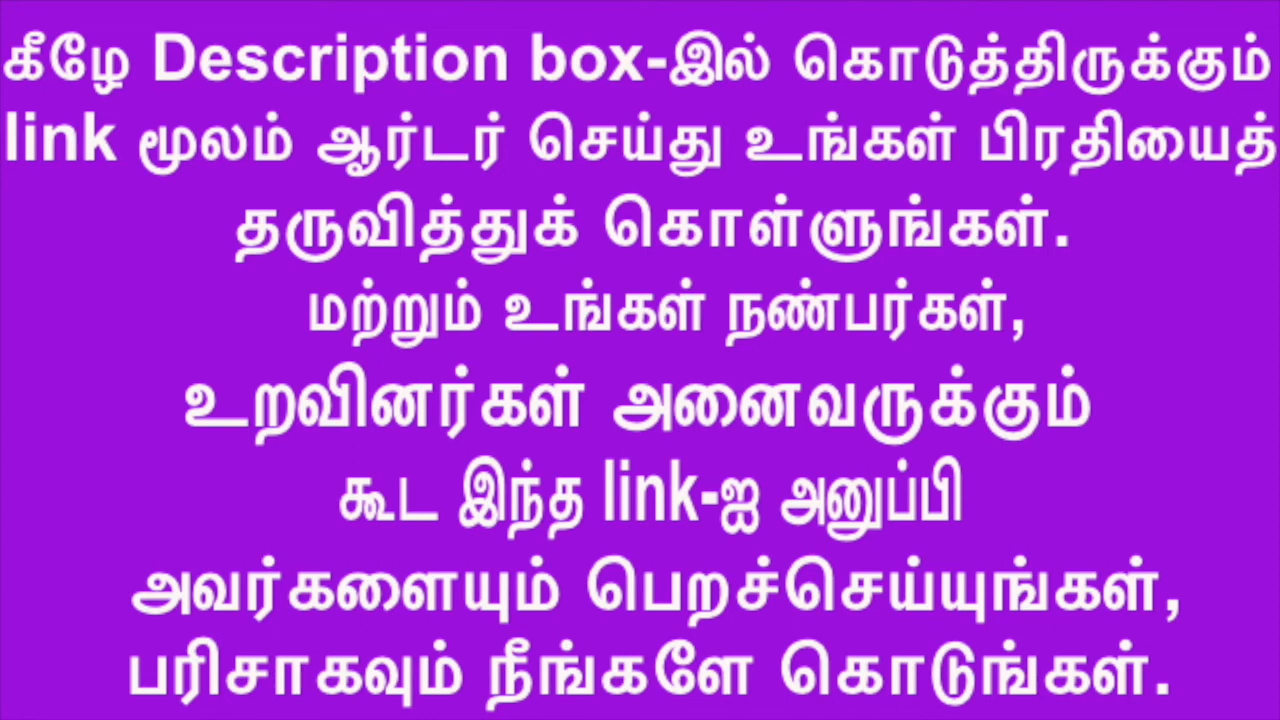 கீழே Description box-இல் கொடுத்திருக்கும்
link மூலம் ஆர்டர் செய்து உங்கள் பிரதியைத்
தருவித்துக் கொள்ளுங்கள்.
மற்றும் உங்கள் நண்பர்கள்,
உறவினர்கள் அனைவருக்கும்
கூட இந்த link-ஐ அனுப்பி
அவர்களையும் பெறச்செய்யுங்கள்,
பரிசாகவும் நீங்களே கொடுங்கள்.